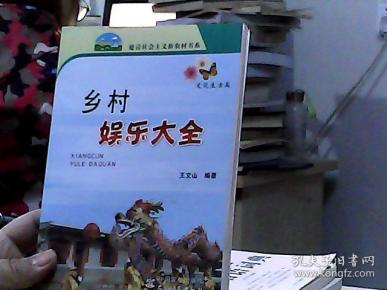 建设社会主义新农村书系
文化生活类
乡村
娱乐大全
XIANGCUN
YULE DAQUAN
王文山 编著
孔夫子旧书网